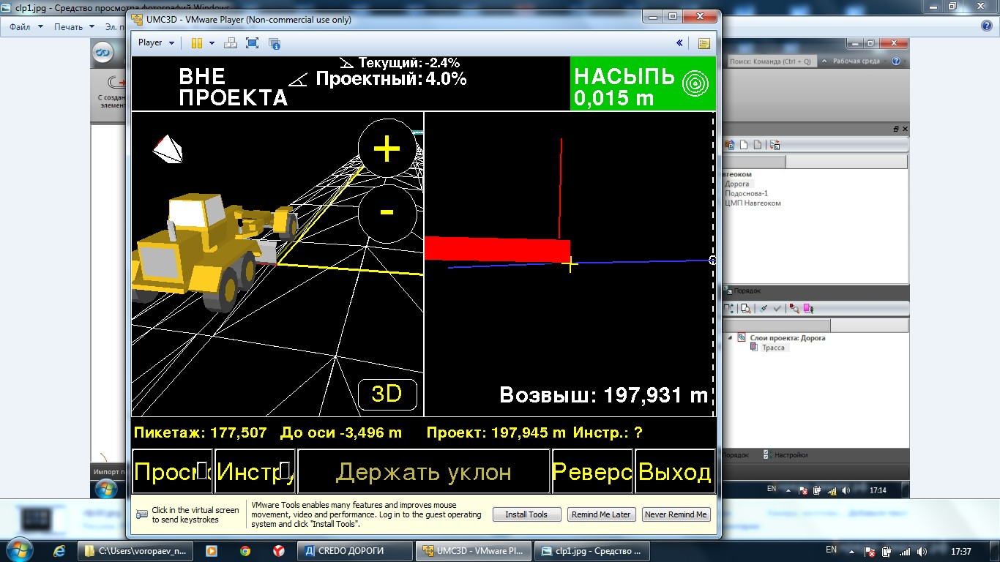 clp1.jpg - Средство просмотра фотографий Windows
Файл Печать Эл. п
UMC3D - VMware Player (Non-commercial use only)
Player
ВНЕ
ПРОЕКТА
Текущий: -2.4%
Проектный: 4.0%
НАСЫПЬ
0,015 m
+
-
3D
Возвыш: 197,931 m
Пикетаж: 177,507 До оси -3,496 m Проект: 197,945 m Инстр.: ?
Просм Инстру Держать уклон Реверс Выход
Click in the virtual screen
to send keystrokes
VMware Tools enables many features and improves mouse
movement, video and performance. Log in to the guest operating
system and click "Install Tools".
Install Tools Remind Me Later Never Remind Me
С создан
элемен
Импорт п
Поиск: Команда (Ctrl + Q) Рабочая среда
вгеоком
Дорога
Подоснова-1
ЦМП Навгеоком
Порядок
Слои проекта: Дорога
Трасса
Порядок Настройки
EN 17:14
C:\Users\voropaev_n... CREDO ДОРОГИ UMC3D - VMware Pl... clp1.jpg - Средство ... EN 17:37